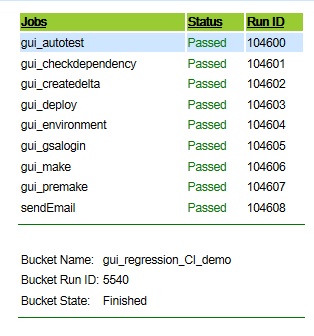 Jobs Status Run ID
gui_autotest Passed 104600
gui_checkdependency Passed 104601
gui_createdelta Passed 104602
gui_deploy Passed 104603
gui_environment Passed 104604
gui_gsalogin Passed 104605
gui_make Passed 104606
gui_premake Passed 104607
sendEmail Passed 104608
Bucket Name: gui_regression_CI_demo
Bucket Run ID: 5540
Bucket State: Finished